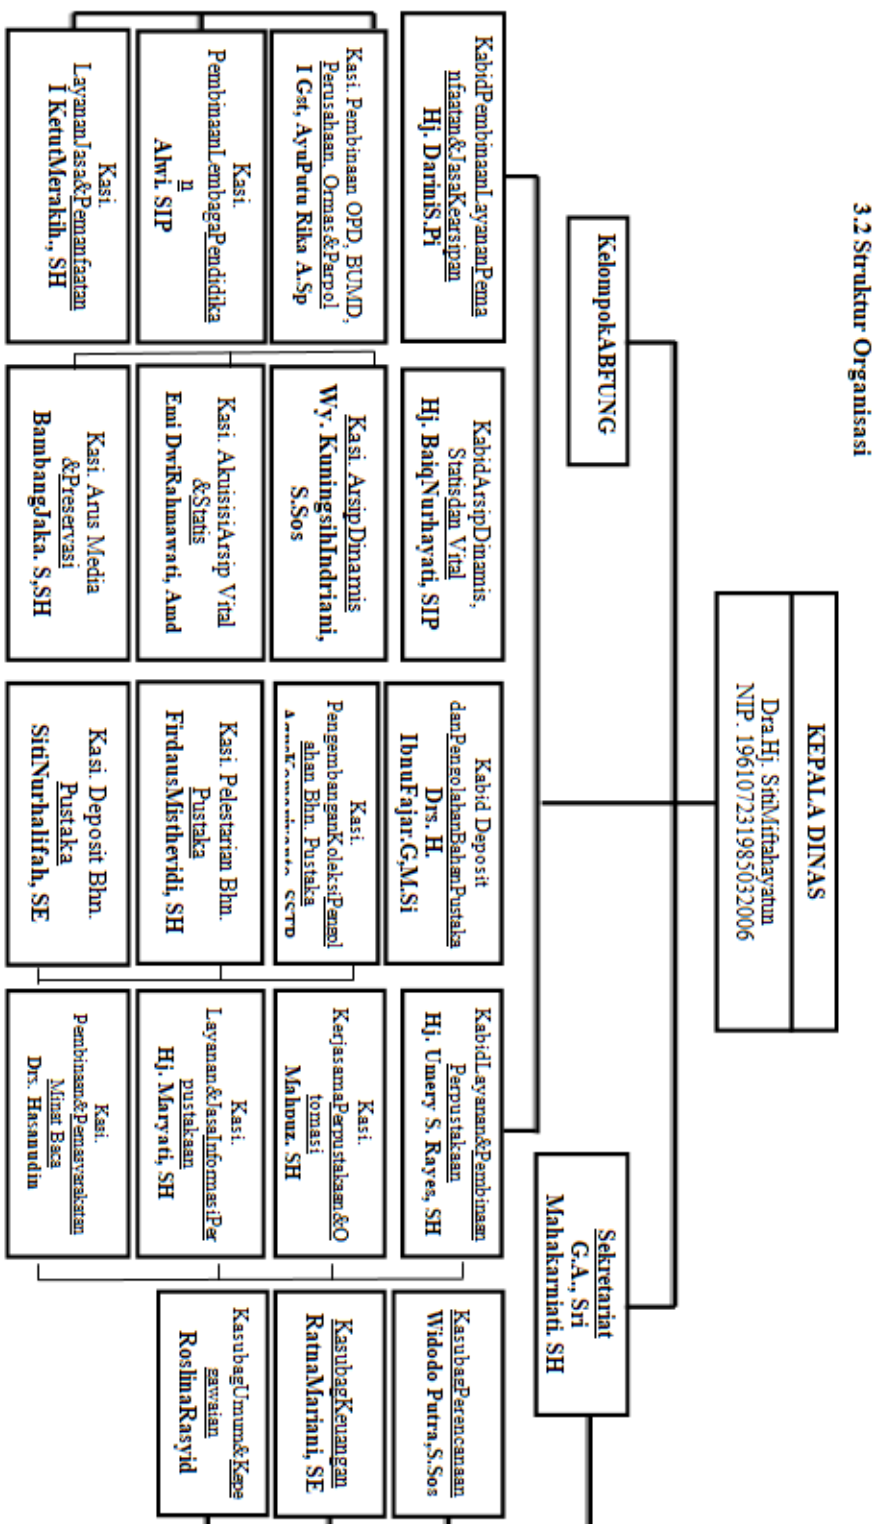 3.2 Struktur Organisasi
KEPALA DINAS
Dra.Hj. SitiMiftahayatun
NIP. 196107231985032006
KelompokABFUNG
Sekretariat
G.A., Sri
Mahakarniati. SH
KabidPembinaanLayananPema
nfaatan&JasaKearsipan
Hj. DariniS.Pi
KabidArsipDinamis,
Statisdan Vital
Hj. BaiqNurhayati, SIP
Kabid Deposit
danPengolahanBahanPustaka
Drs. H.
IbnuFajar.G,M.Si
KabidLayanan&Pembinaan
Perpustakaan
Hj. Umery S. Rayes, SH
KasubagPerencanaan
Widodo Putra,S.Sos
Kasi. Pembinaan OPD, BUMD,
Perusahaan, Ormas&Parpol
I Gst, AyuPutu Rika A.Sp
Kasi. ArsipDinamis
Wy. KuningsihIndriani,
S.Sos
Kasi.
PengembanganKoleksiPengol
ahan Bhn. Pustaka
Kasi.
KerjasamaPerpustakaan&O
tomasi
Mahpuz. SH
KasubagKeuangan
RatnaMariani, SE
Kasi.
PembinaanLembagaPendidika
n
Alwi. SIP
Kasi. AkuisisiArsip Vital
&Statis
Emi DwiRahmawati, Amd
Kasi. Pelestarian Bhn.
Pustaka
FirdausMisthevidi, SH
Kasi.
Layanan&JasaInformasiPer
pustakaan
Hj. Maryati, SH
KasubagUmum&Kepe
gawaian
RoslinaRasyid
Kasi.
LayananJasa&Pemanfaatan
I KetutMerakih., SH
Kasi. Arus Media
&Preservasi
BambangJaka. S,SH
Kasi. Deposit Bhn.
Pustaka
SitiNurhalifah, SE
Kasi.
Pembinaan&Pemasyarakatan
Minat Baca
Drs. Hasanudin